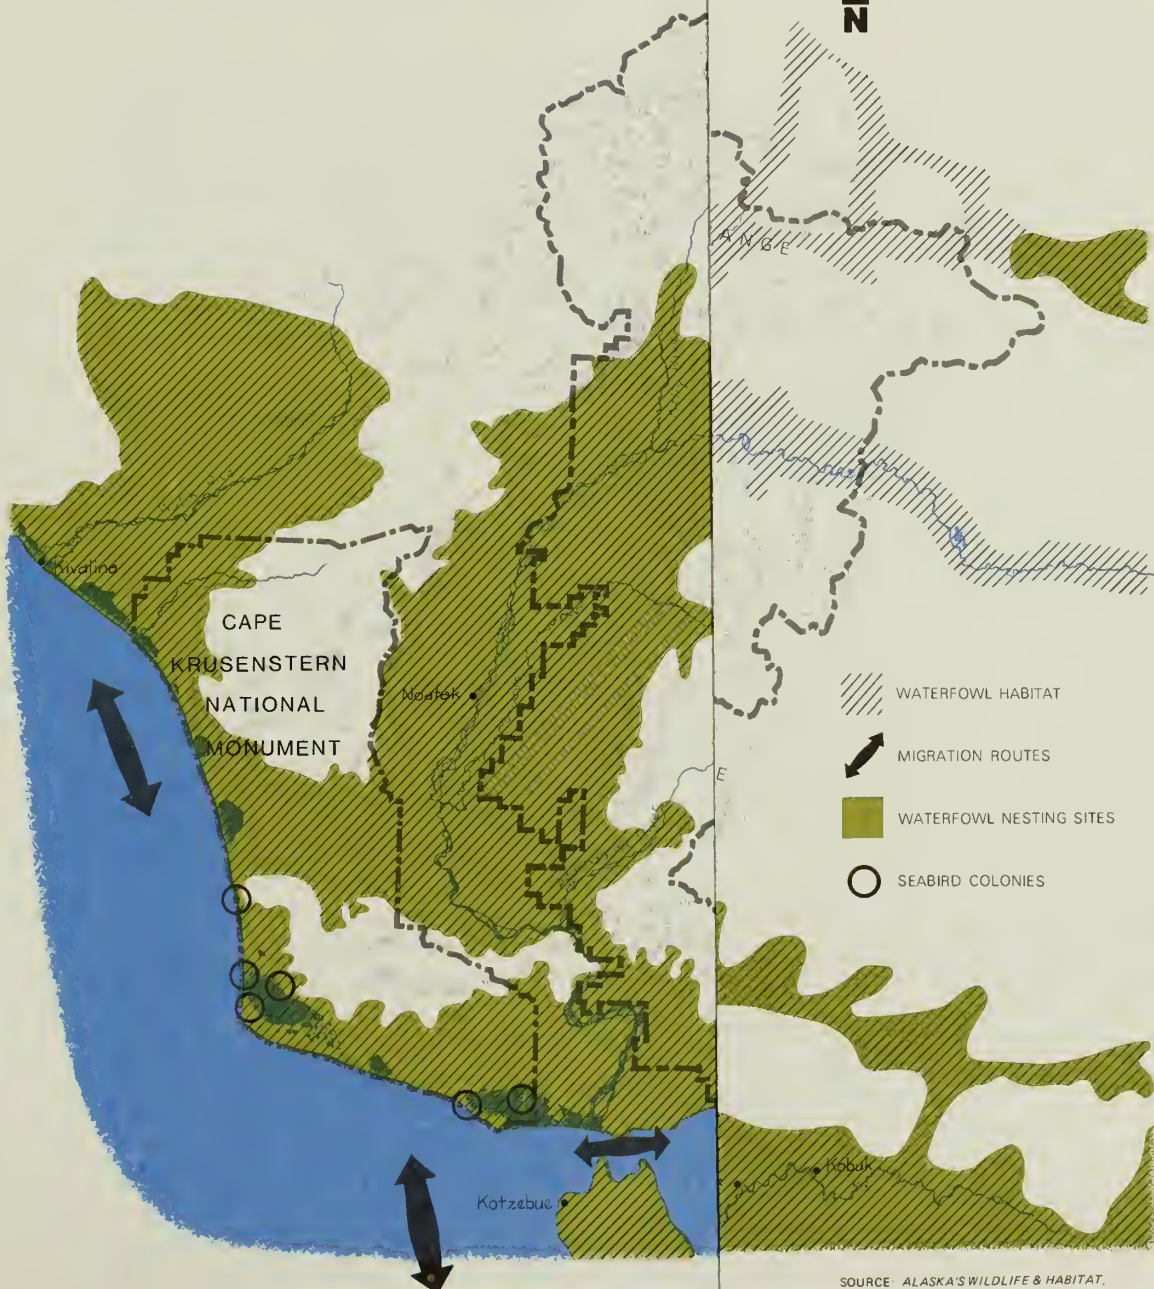 N
ANGE
Kivalina
CAPE
KRUSENSTERN
NATIONAL
MONUMENT
Noatak
E
WATERFOWL HABITAT
MIGRATION ROUTES
WATERFOWL NESTING SITES
SEABIRD COLONIES
Kobuk
Kotzebue
SOURCE: ALASKA'S WILDLIFE & HABITAT,